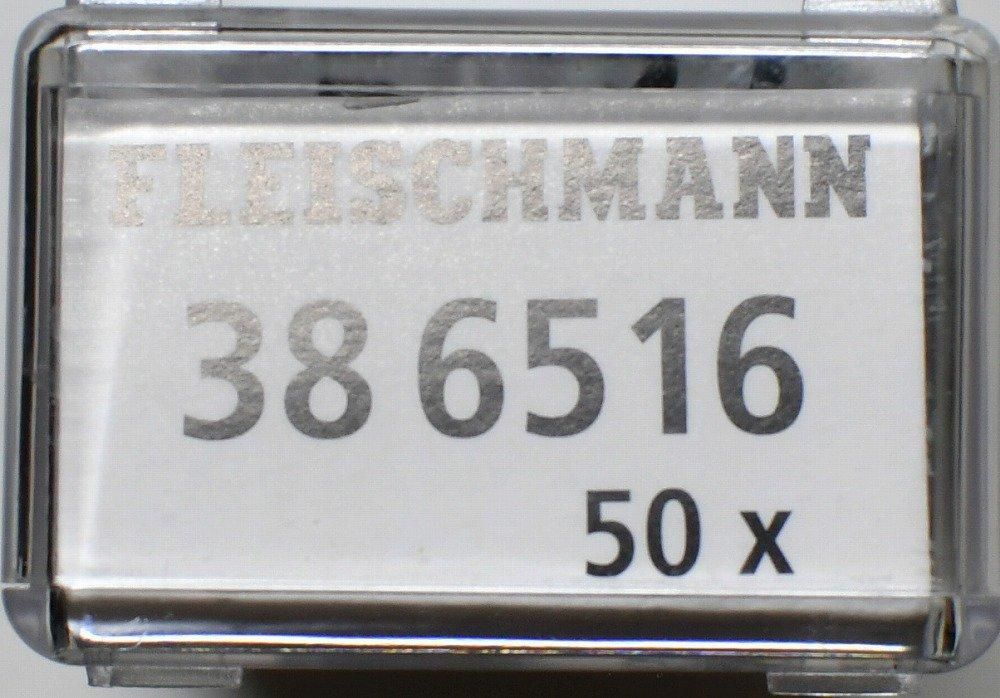 FLEISCHMANN
38 6516
50 x